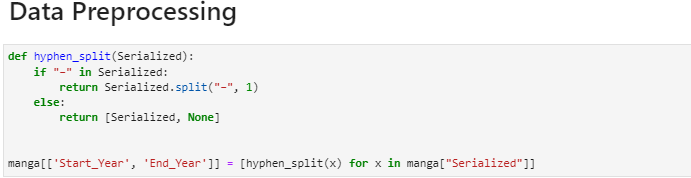 Data Preprocessing
def hyphen_split(Serialized):
    if "–" in Serialized:
        return Serialized.split("–", 1)
    else:
        return [Serialized, None]
manga[['Start_Year', 'End_Year']] = [hyphen_split(x) for x in manga["Serialized"]]